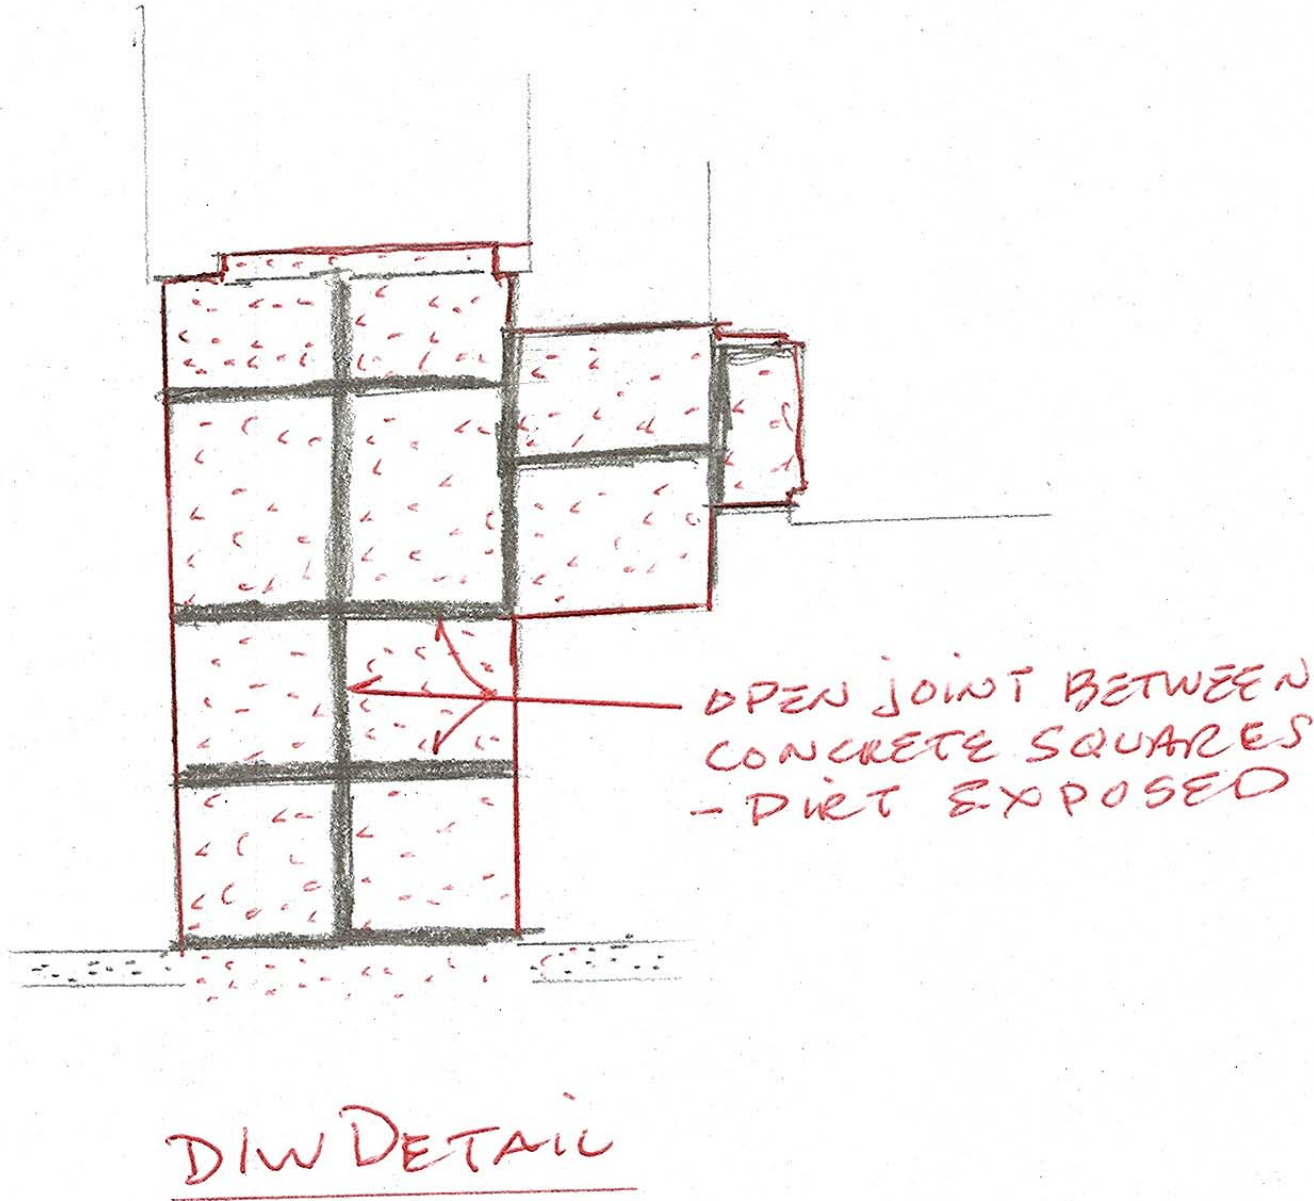 OPEN JOINT BETWEEN
CONCRETE SQUARES
- DIRT EXPOSED
D/W DETAIL